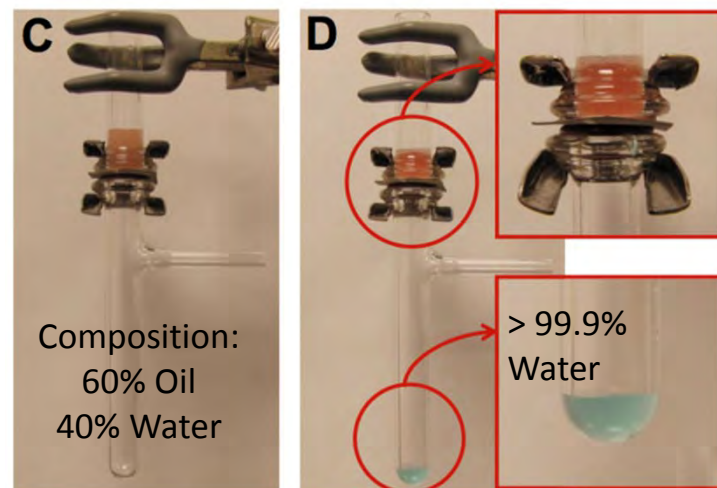 C
Composition:
60% Oil
40% Water
D
> 99.9%
Water